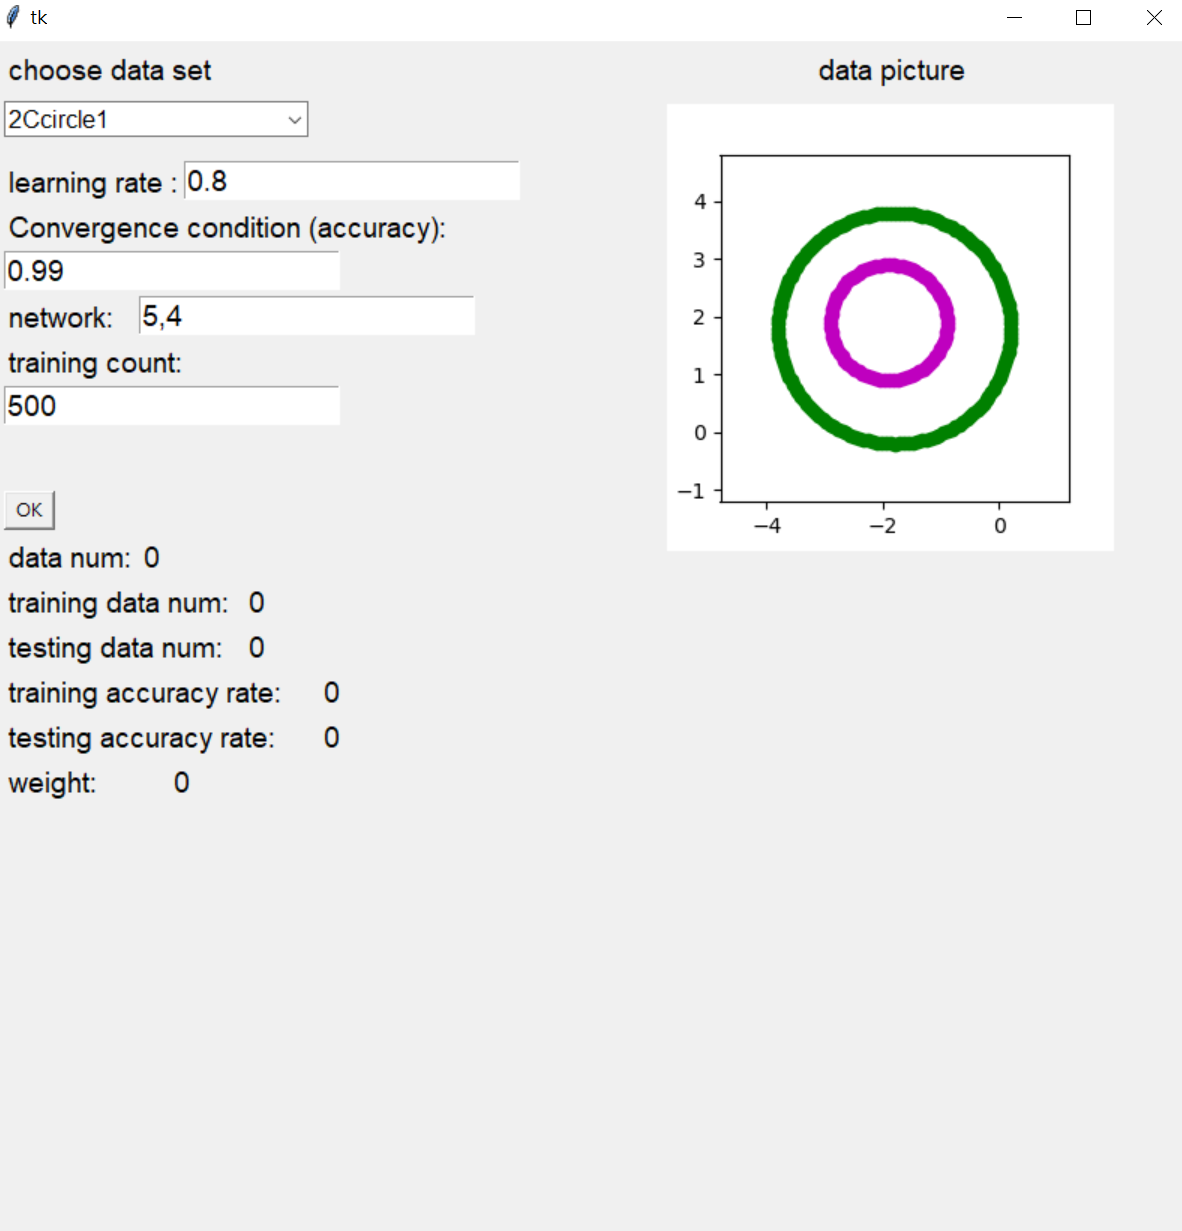 tk
choose data set
2Ccircle1
learning rate : 0.8
Convergence condition (accuracy):
0.99
network: 5,4
training count:
500
OK
data num: 0
training data num: 0
testing data num: 0
training accuracy rate: 0
testing accuracy rate: 0
weight: 0
data picture
4
3
2
1
0
−1
−4 −2 0